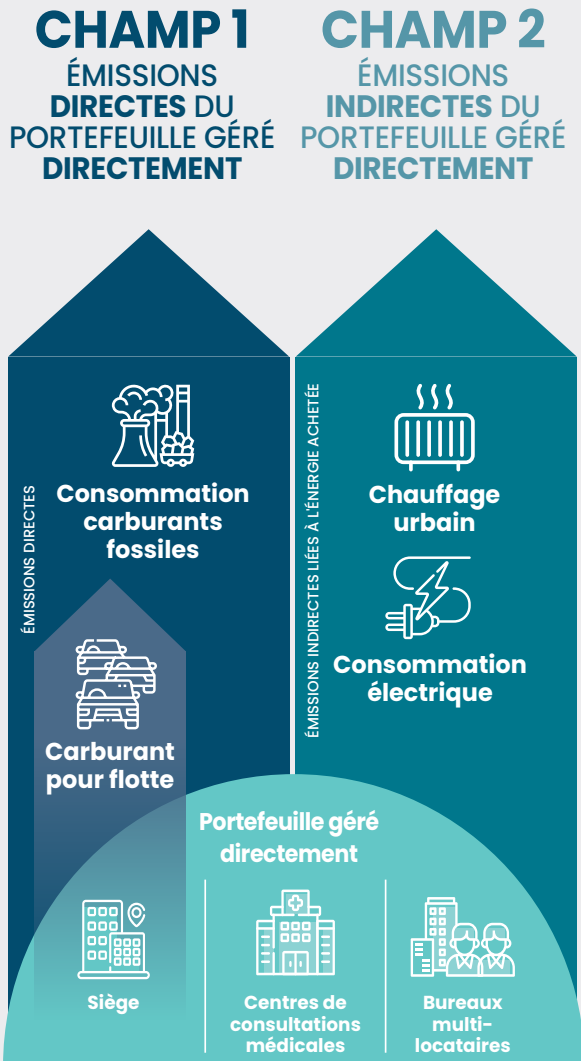 CHAMP 1
ÉMISSIONS
DIRECTES DU
PORTEFEUILLE GÉRÉ
DIRECTEMENT
CHAMP 2
ÉMISSIONS
INDIRECTES DU
PORTEFEUILLE GÉRÉ
DIRECTEMENT
ÉMISSIONS DIRECTES
Consommation
carburants
fossiles
Carburant
pour flotte
ÉMISSIONS INDIRECTES LIÉES À L'ÉNERGIE ACHETÉE
Chauffage
urbain
Consommation
électrique
Portefeuille géré
directement
Siège
Centres de
consultations
médicales
Bureaux
multi-
locataires